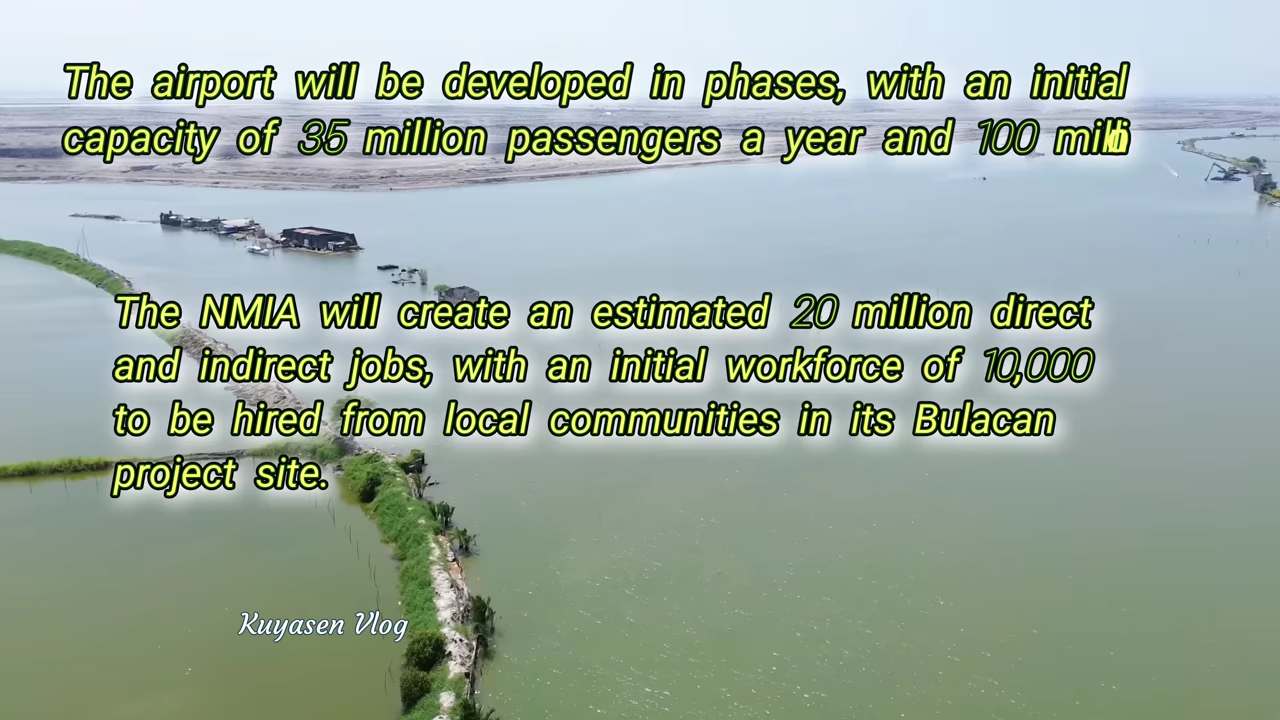 The airport will be developed in phases, with an initial
capacity of 35 million passengers a year and 100
The NMIA will create an estimated 20 million direct
and indirect jobs, with an initial workforce of 10,000
to be hired from local communities in its Bulacan
project site.
Kuyasen Vlog